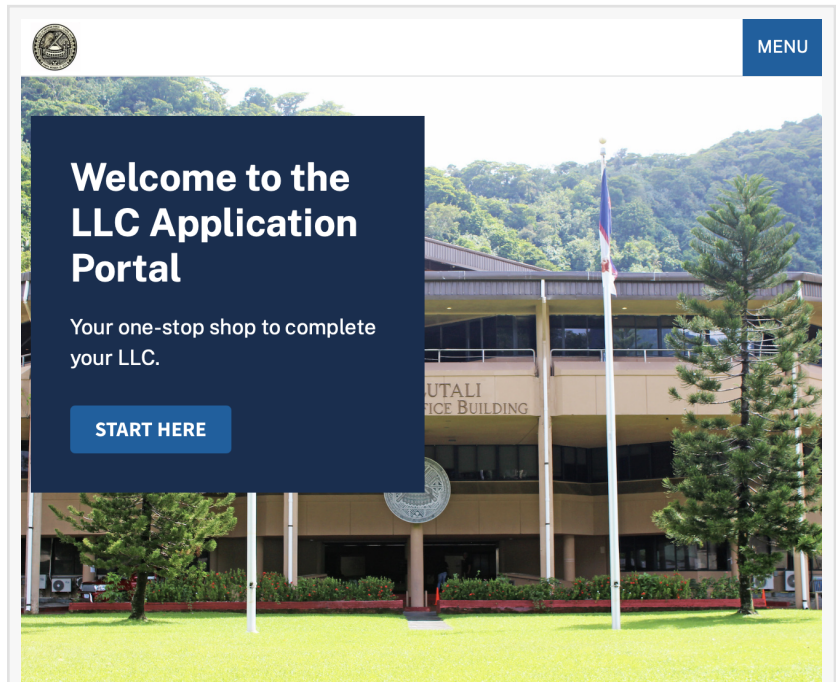 MENU
Welcome to the
LLC Application
Portal
Your one-stop shop to complete
your LLC.
START HERE
UTALI
FICE BUILDING